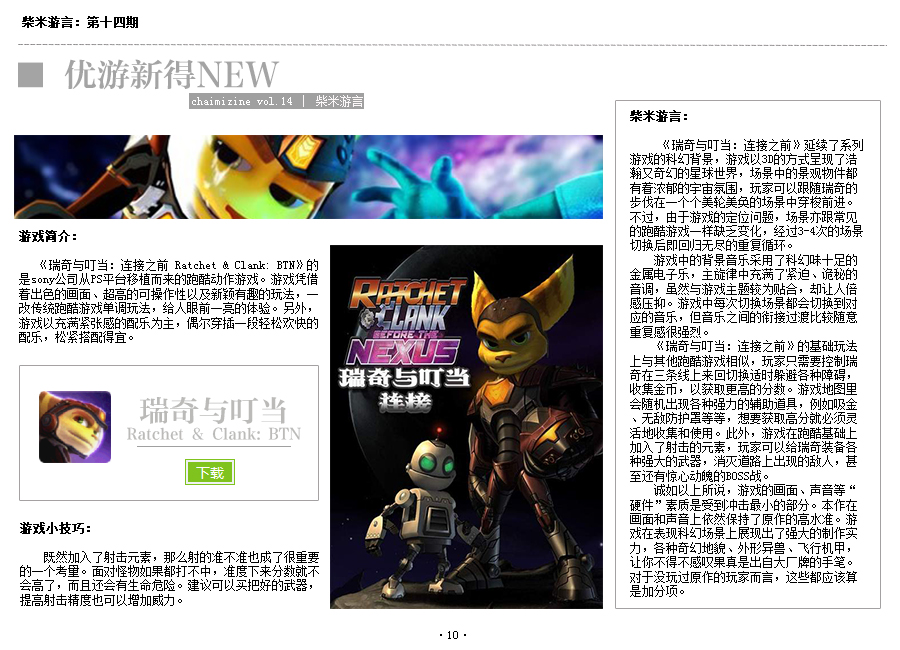 柴米游言：第十四期
优游新得NEW
chaimizine vol.14 | 柴米游言
游戏简介：
《瑞奇与叮当：连接之前 Ratchet & Clank: BTN》的
是sony公司从PS平台移植而来的跑酷动作游戏。游戏凭借
着出色的画面、超高的可操作性以及新颖有趣的玩法，一
改传统跑酷游戏单调玩法，给人眼前一亮的体验。另外，
游戏以充满紧张感的配乐为主，偶尔穿插一段轻松欢快的
配乐，松紧搭配得宜。
瑞奇与叮当
Ratchet & Clank: BTN
下载
游戏小技巧：
既然加入了射击元素，那么射的准不准也成了很重要
的一个考量。面对怪物如果都打不中，准度下来分数就不
会高了，而且还会有生命危险。建议可以买把好的武器，
提高射击精度也可以增加威力。
RATCHET
& CLANK
BEFORE THE
NEXUS
瑞奇与叮当
连接
柴米游言：
《瑞奇与叮当：连接之前》延续了系列
游戏的科幻背景，游戏以3D的方式呈现了浩
瀚又奇幻的星球世界，场景中的景观物件都
有着浓郁的宇宙氛围，玩家可以跟随瑞奇的
步伐在一个个美轮美奂的场景中穿梭前进。
不过，由于游戏的定位问题，场景亦跟常见
的跑酷游戏一样缺乏变化，经过3-4次的场景
切换后即回归无尽的重复循环。
游戏中的背景音乐采用了科幻味十足的
金属电子乐，主旋律中充满了紧迫、诡秘的
音调，虽然与游戏主题较为贴合，却让人倍
感压抑。游戏中每次切换场景都会切换到对
应的音乐，但音乐之间的衔接过渡比较随意
重复感很强烈。
《瑞奇与叮当：连接之前》的基础玩法
上与其他跑酷游戏相似，玩家只需要控制瑞
奇在三条线上来回切换适时躲避各种障碍，
收集金币，以获取更高的分数。游戏地图里
会随机出现各种强力的辅助道具，例如吸金
、无敌防护罩等等，想要获取高分就必须灵
活地收集和使用。此外，游戏在跑酷基础上
加入了射击的元素，玩家可以给瑞奇装备各
种强大的武器，消灭道路上出现的敌人，甚
至还有惊心动魄的BOSS战。
诚如以上所说，游戏的画面、声音等“
硬件”素质是受到冲击最小的部分。本作在
画面和声音上依然保持了原作的高水准。游
戏在表现科幻场景上展现出了强大的制作实
力，各种奇幻地貌、外形异兽、飞行机甲，
让你不得不感叹果真是出自大厂牌的手笔。
对于没玩过原作的玩家而言，这些都应该算
是加分项。
·10·